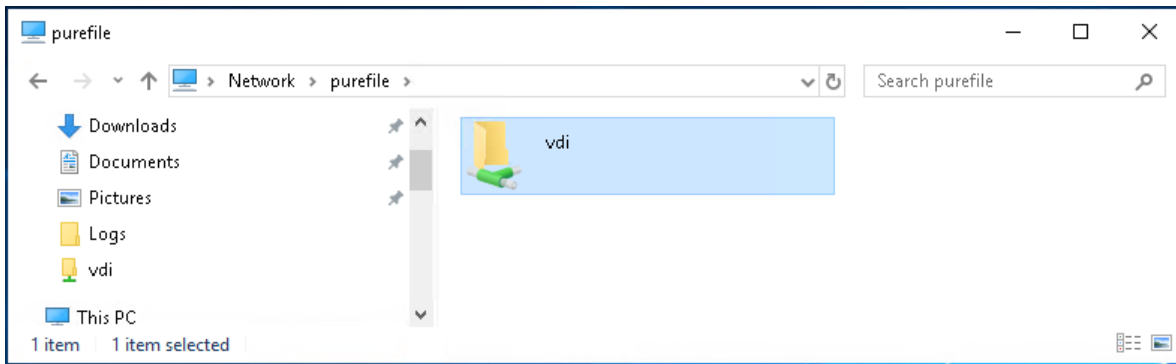 purefile
Network > purefile >
Search purefile
Downloads
Documents
Pictures
Logs
vdi
This PC
vdi
1 item
1 item selected